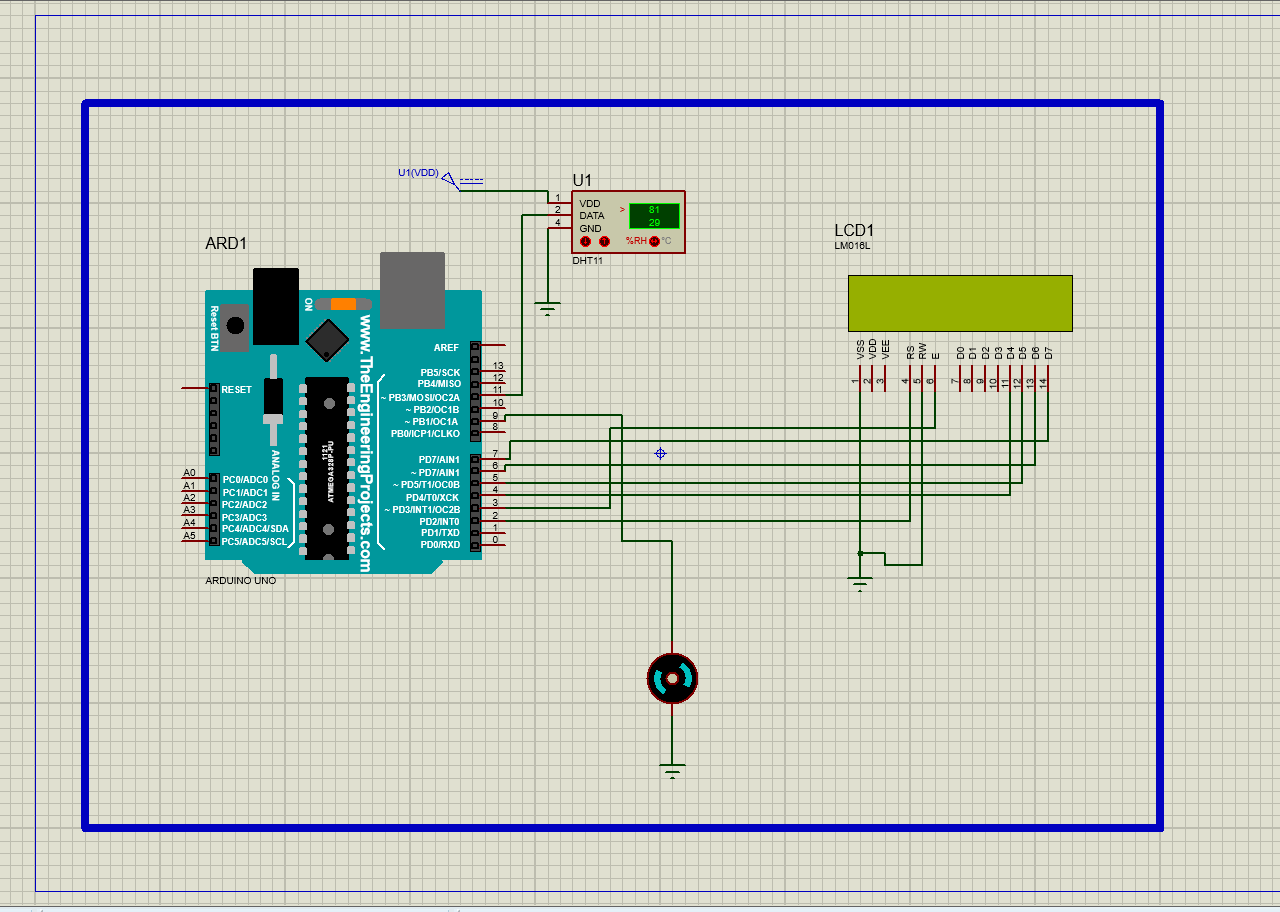 U1(VDD)
U1
1 VDD
2 DATA
4 GND
>
81
29
%RH °C
DHT11
LCD1
LM016L
VSS VDD VEE RS RW E D0 D1 D2 D3 D4 D5 D6 D7
1 2 3 4 5 6 7 8 9 10 11 12 13 14
ARD1
Reset BTN
ON
www.TheEngineeringProjects.com
RESET
ANALOG IN
1121
ATMEGA328P-PU
AREF
PB5/SCK 13
PB4/MISO 12
~ PB3/MOSI/OC2A 11
~ PB2/OC1B 10
~ PB1/OC1A 9
PB0/ICP1/CLKO 8
PD7/AIN1 7
~ PD7/AIN1 6
~ PD5/T1/OC0B 5
PD4/T0/XCK 4
~ PD3/INT1/OC2B 3
PD2/INT0 2
PD1/TXD 1
PD0/RXD 0
A0 PC0/ADC0
A1 PC1/ADC1
A2 PC2/ADC2
A3 PC3/ADC3
A4 PC4/ADC4/SDA
A5 PC5/ADC5/SCL
ARDUINO UNO